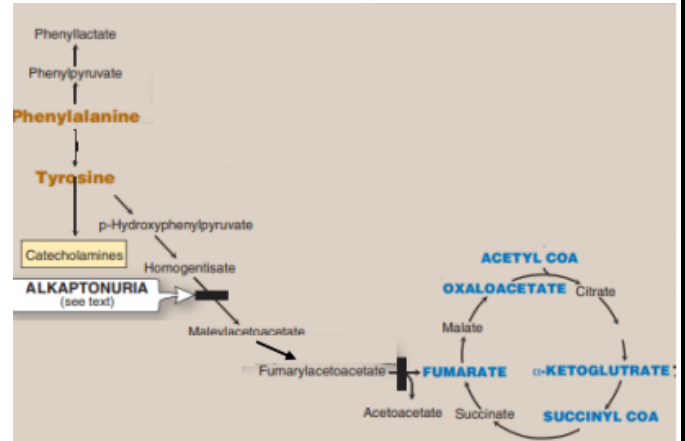 Phenyllactate
Phenylpyruvate
Phenylalanine
Tyrosine
p-Hydroxyphenylpyruvate
Catecholamines
Homogentisate
ALKAPTONURIA
(see text)
Maleylacetoacetate
Fumarylacetoacetate
Acetoacetate
ACETYL COA
OXALOACETATE
Citrate
Malate
FUMARATE
α-KETOGLUTRATE
Succinate
SUCCINYL COA